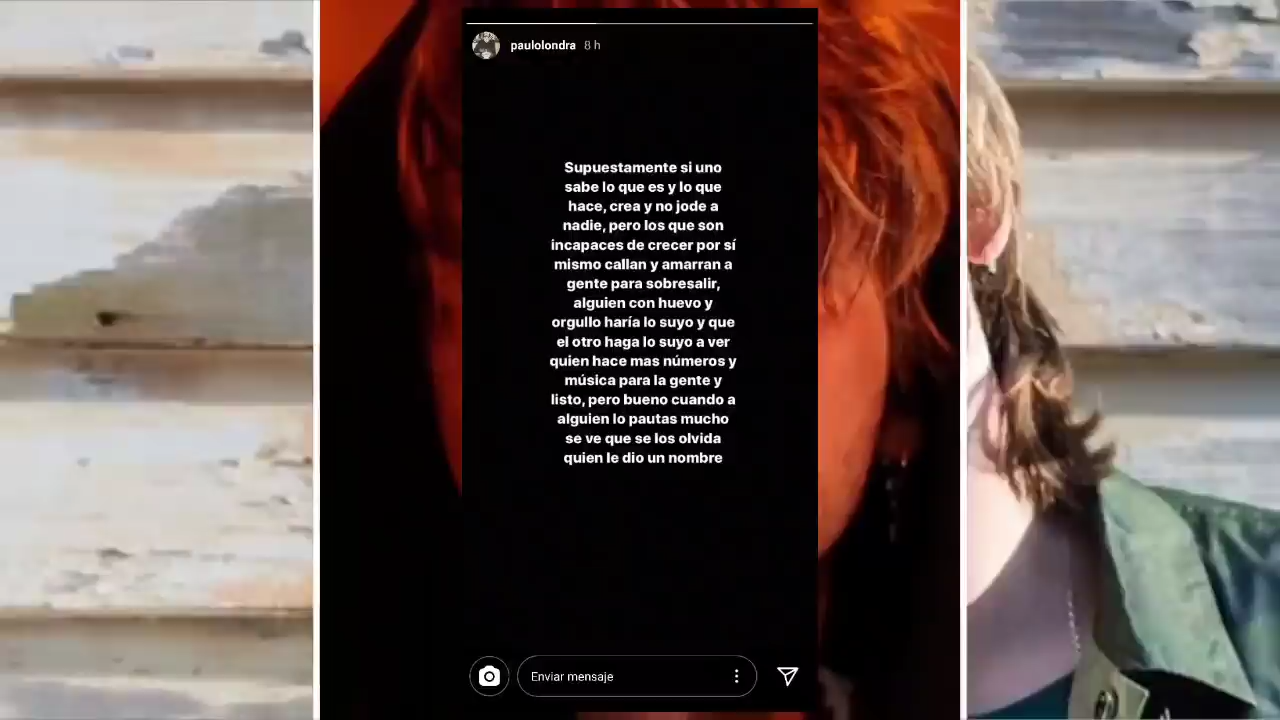 paulolondra 8 h
Supuestamente si uno
sabe lo que es y lo que
hace, crea y no jode a
nadie, pero los que son
incapaces de crecer por sí
mismo callan y amarran a
gente para sobresalir,
alguien con huevo y
orgullo haría lo suyo y que
el otro haga lo suyo a ver
quien hace mas números y
música para la gente y
listo, pero bueno cuando a
alguien lo pautas mucho
se ve que se los olvida
quien le dio un nombre
Enviar mensaje